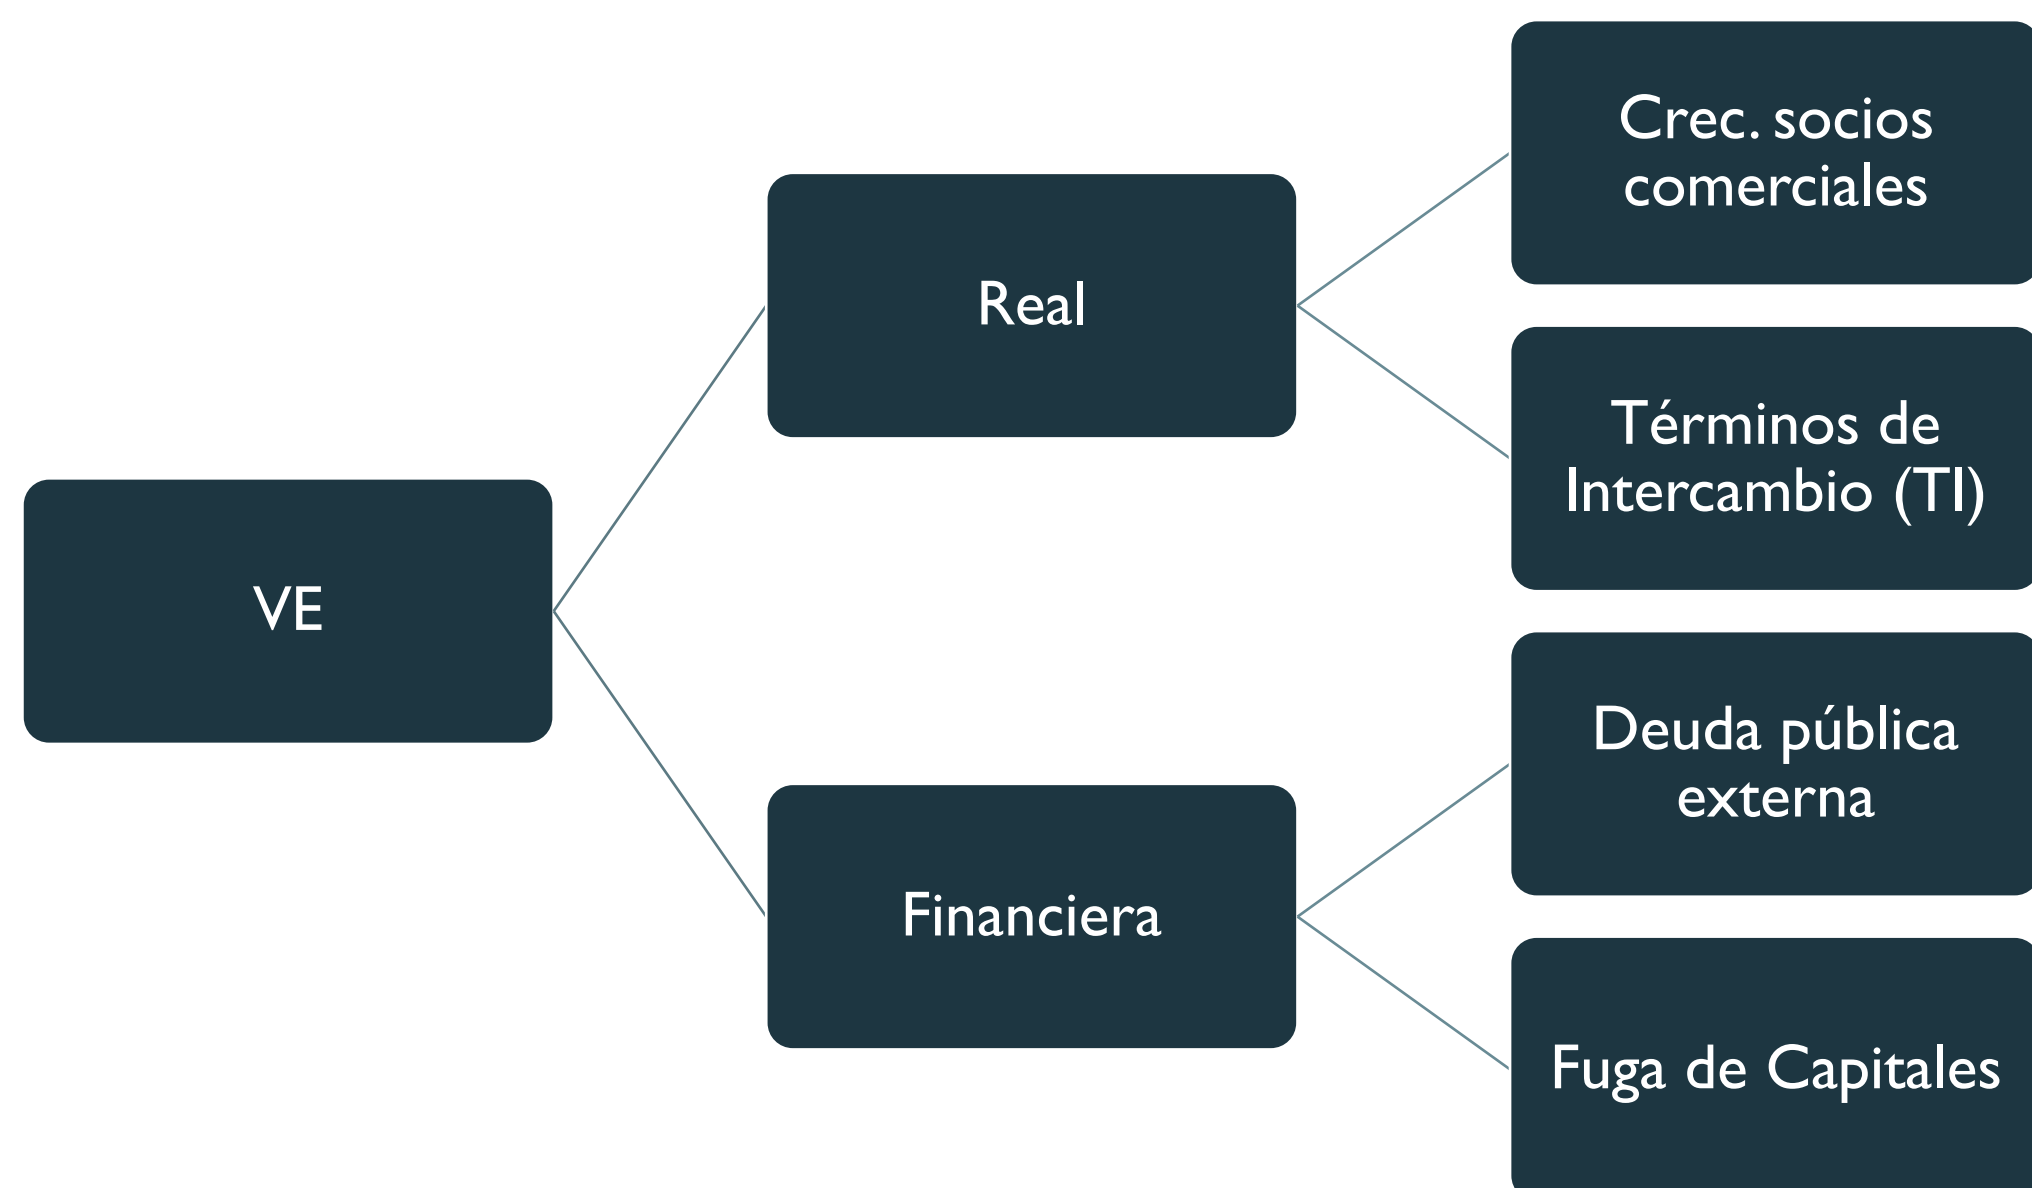 Crec. socios
comerciales
Real
Términos de
Intercambio (TI)
VE
Deuda pública
externa
Financiera
Fuga de Capitales